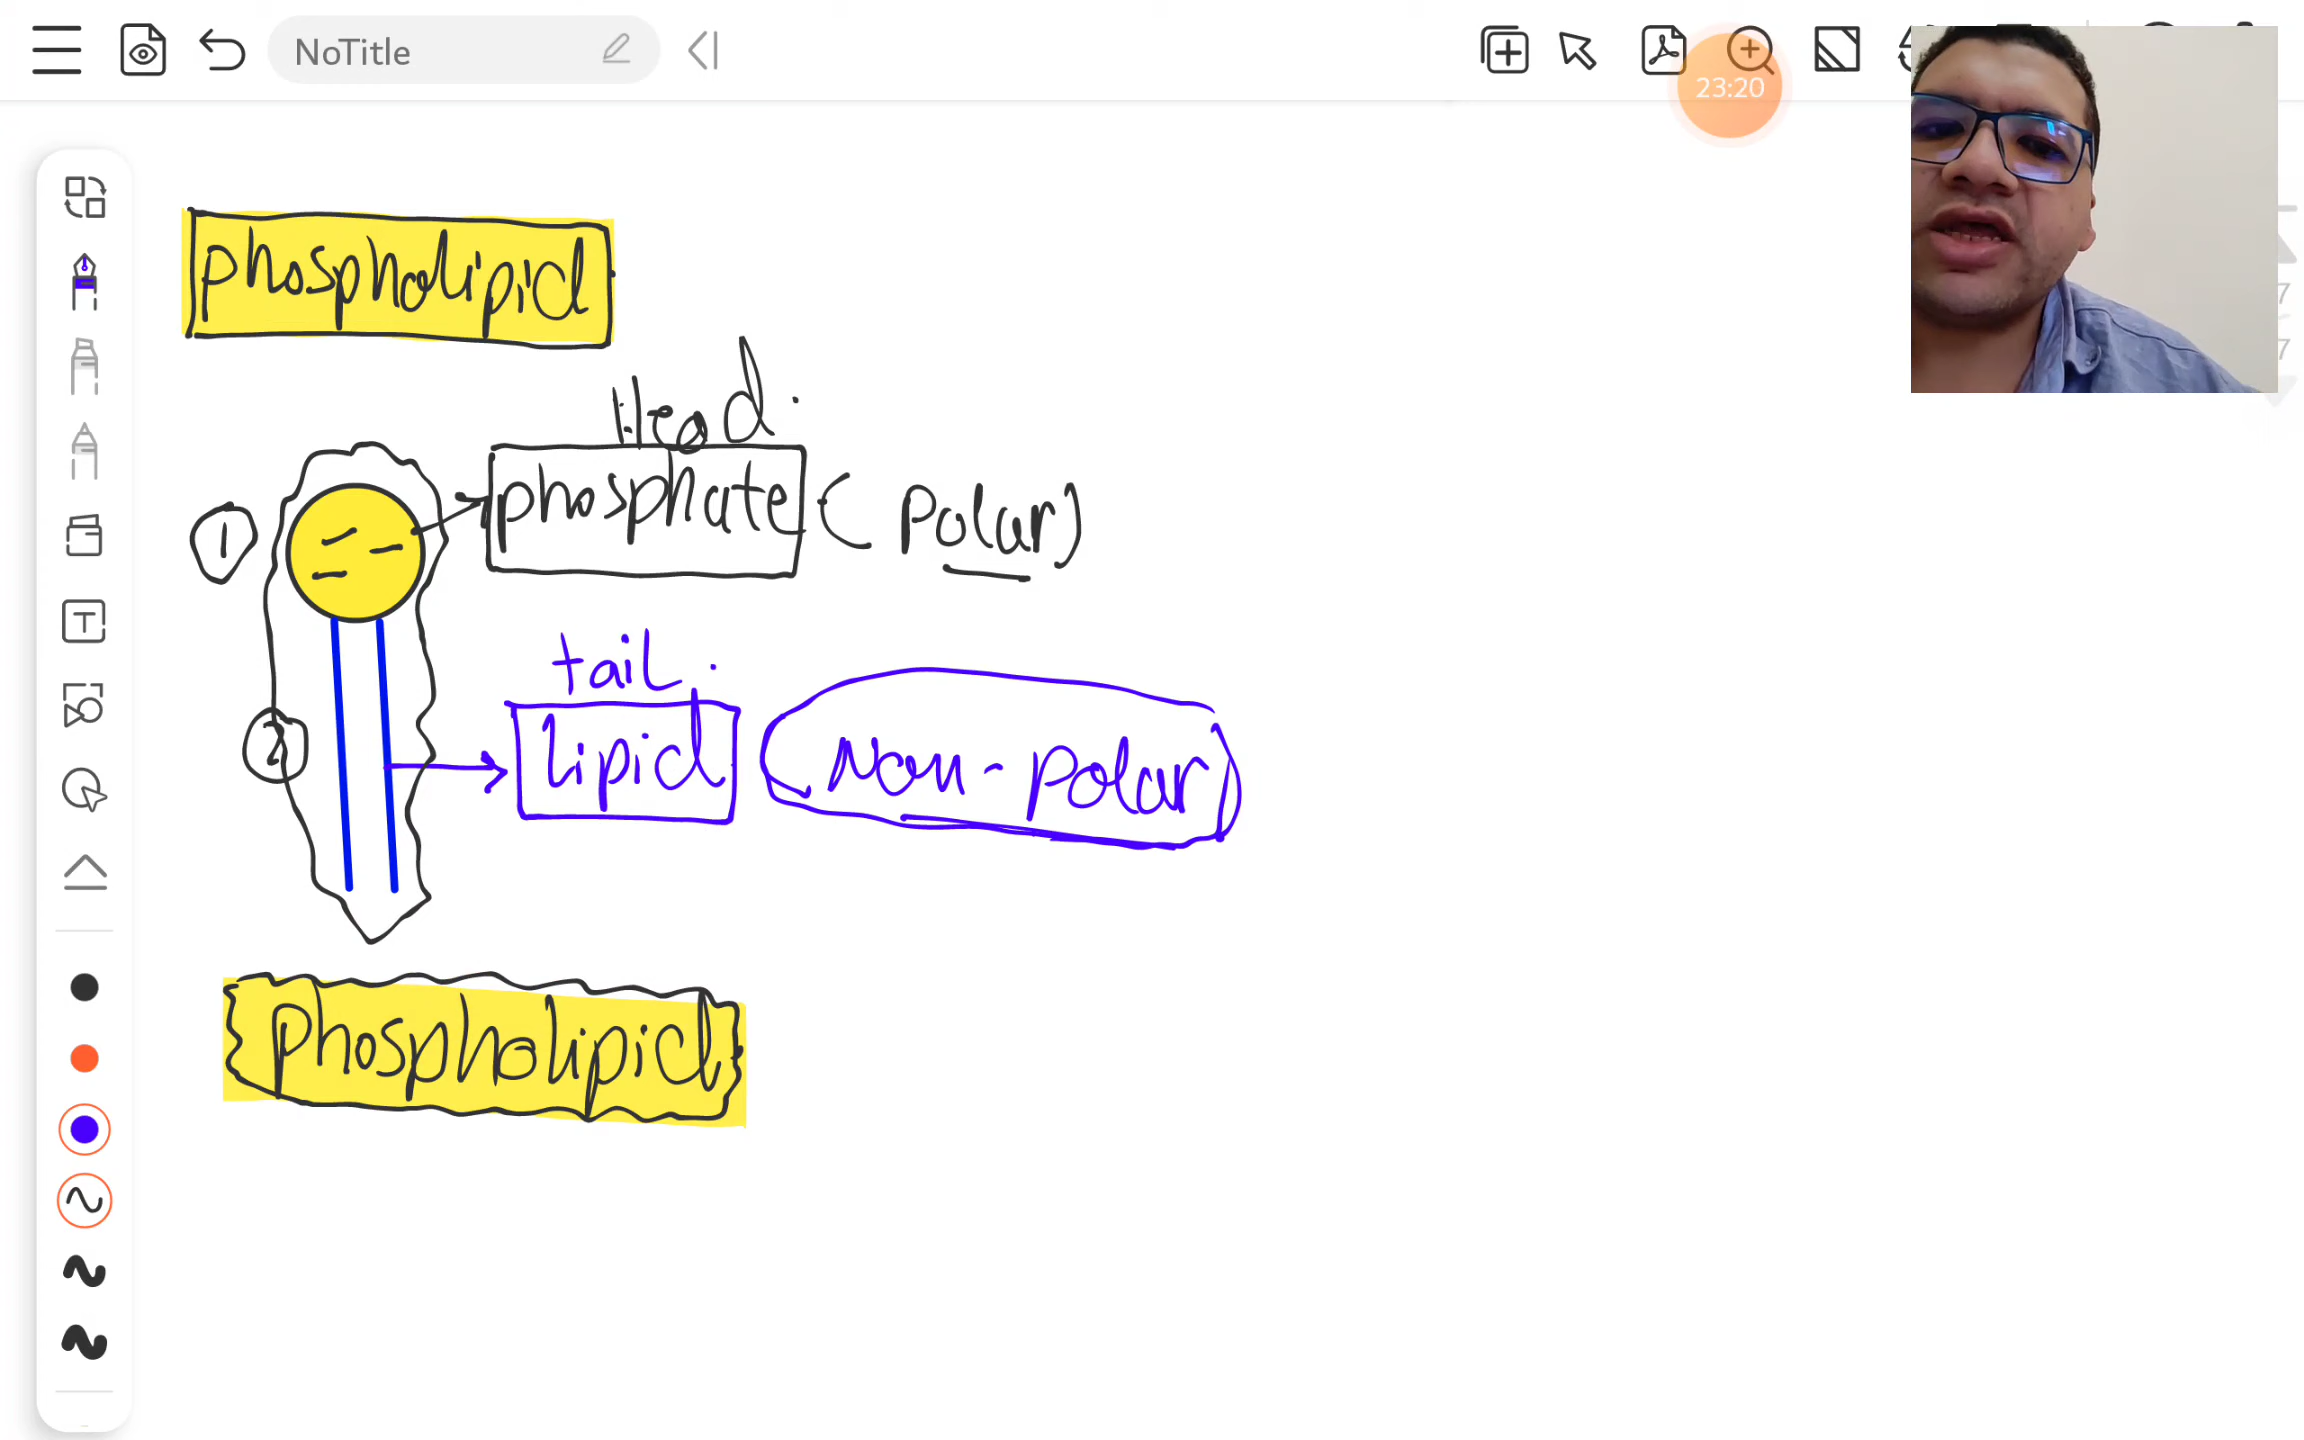 NoTitle
23:20
phospholipid
Head.
1
phosphate ( Polar)
tail.
2
lipid (Non-polar)
phospholipid